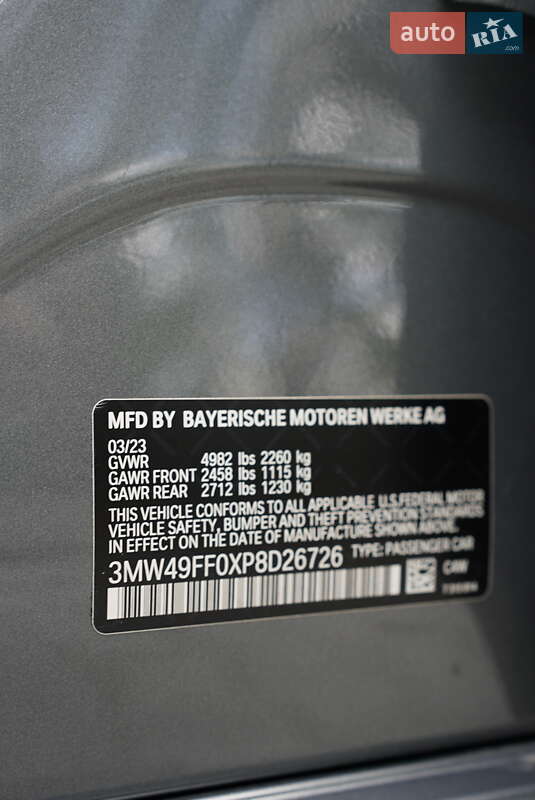 auto RIA
.com
MFD BY BAYERISCHE MOTOREN WERKE AG
03/23
GVWR 4982 lbs 2260 kg
GAWR FRONT 2458 lbs 1115 kg
GAWR REAR 2712 lbs 1230 kg
THIS VEHICLE CONFORMS TO ALL APPLICABLE U.S. FEDERAL MOTOR
VEHICLE SAFETY, BUMPER AND THEFT PREVENTION STANDARDS
IN EFFECT ON THE DATE OF MANUFACTURE SHOWN ABOVE.
3MW49FF0XP8D26726 TYPE: PASSENGER CAR
C4W